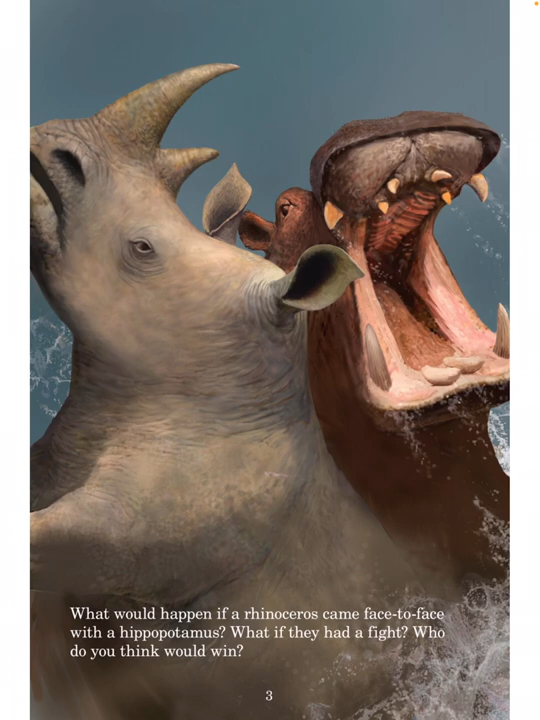 What would happen if a rhinoceros came face-to-face
with a hippopotamus? What if they had a fight? Who
do you think would win?
3